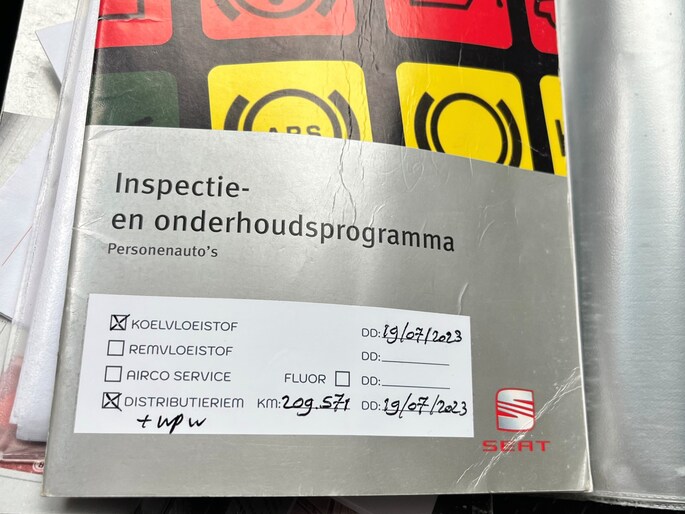 ABS
Inspectie-
en onderhoudsprogramma
Personenauto's
☒ KOELVLOEISTOF DD: 19/07/2023
☐ REMVLOEISTOF DD:
☐ AIRCO SERVICE FLUOR ☐ DD:
☒ DISTRIBUTIERIEM KM: 209.571 DD: 19/07/2023
+ wpw
SEAT